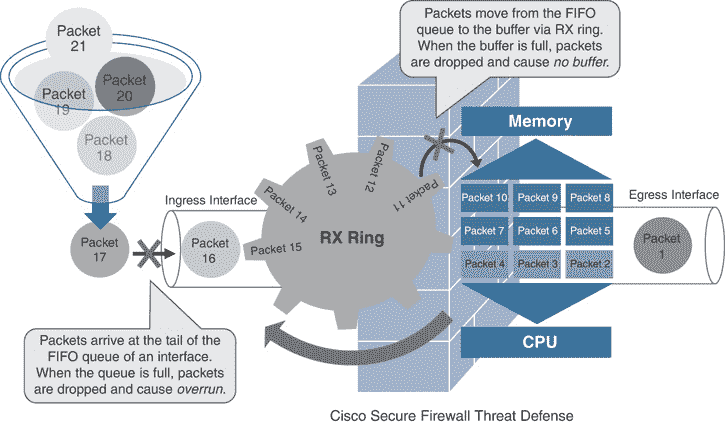 Packet
21
Packet
20
Packet
19
Packet
18
Packet
17
Ingress Interface
Packet
16
Packet 15
Packet 14
Packet 13
Packet 12
Packet 11
RX Ring
Packets move from the FIFO
queue to the buffer via RX ring.
When the buffer is full, packets
are dropped and cause no buffer.
Memory
Packet 10 Packet 9 Packet 8
Packet 7 Packet 6 Packet 5
Packet 4 Packet 3 Packet 2
CPU
Egress Interface
Packet
1
Packets arrive at the tail of the
FIFO queue of an interface.
When the queue is full, packets
are dropped and cause overrun.
Cisco Secure Firewall Threat Defense